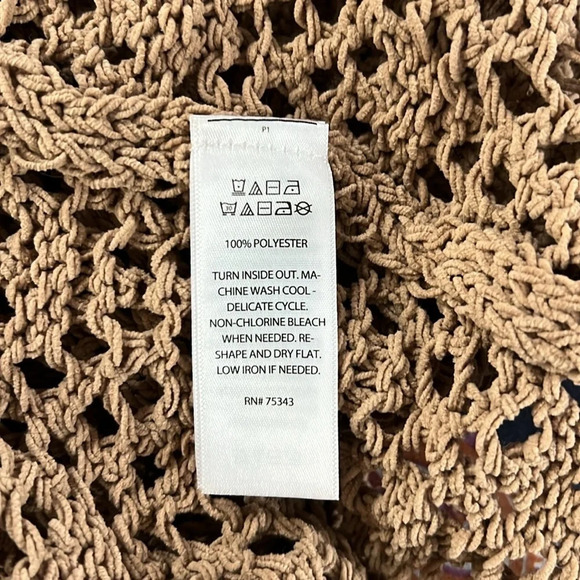 P1
30
100% POLYESTER
TURN INSIDE OUT. MA-
CHINE WASH COOL -
DELICATE CYCLE.
NON-CHLORINE BLEACH
WHEN NEEDED. RE-
SHAPE AND DRY FLAT.
LOW IRON IF NEEDED.
RN# 75343